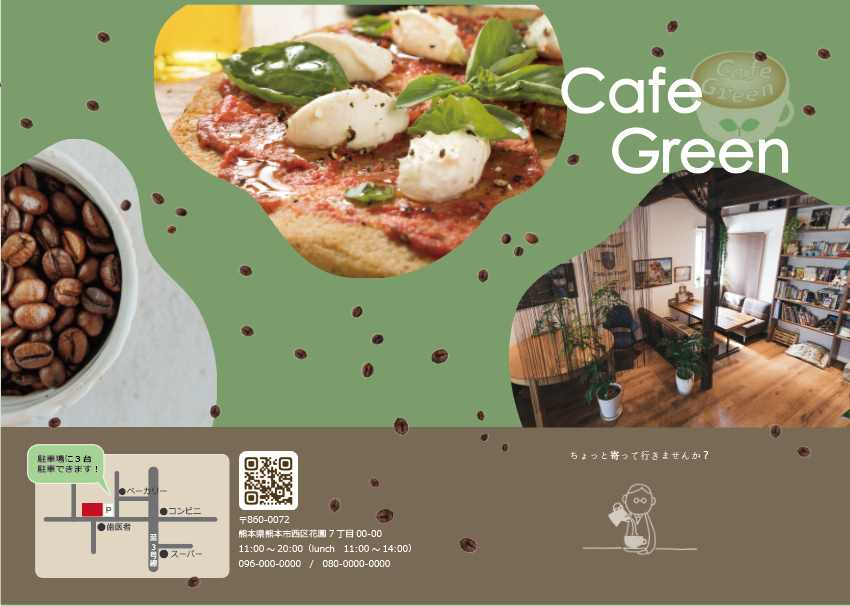 Cafe
Green
Cafe
Green
駐車場に3台
駐車できます!
ベーカリー
P
コンビニ
歯医者
至3号線
スーパー
〒860-0072
熊本県熊本市西区花園7丁目00-00
11:00~20:00(lunch 11:00~14:00)
096-000-0000 / 080-0000-0000
ちょっと寄って行きませんか?